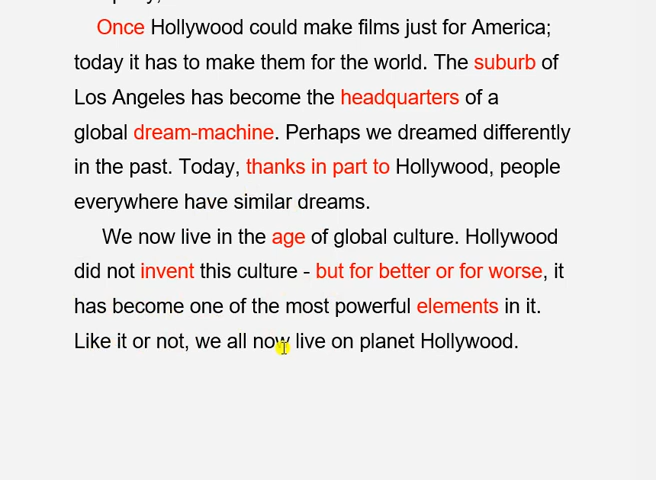 Once Hollywood could make films just for America;
today it has to make them for the world. The suburb of
Los Angeles has become the headquarters of a
global dream-machine. Perhaps we dreamed differently
in the past. Today, thanks in part to Hollywood, people
everywhere have similar dreams.
We now live in the age of global culture. Hollywood
did not invent this culture - but for better or for worse, it
has become one of the most powerful elements in it.
Like it or not, we all now live on planet Hollywood.